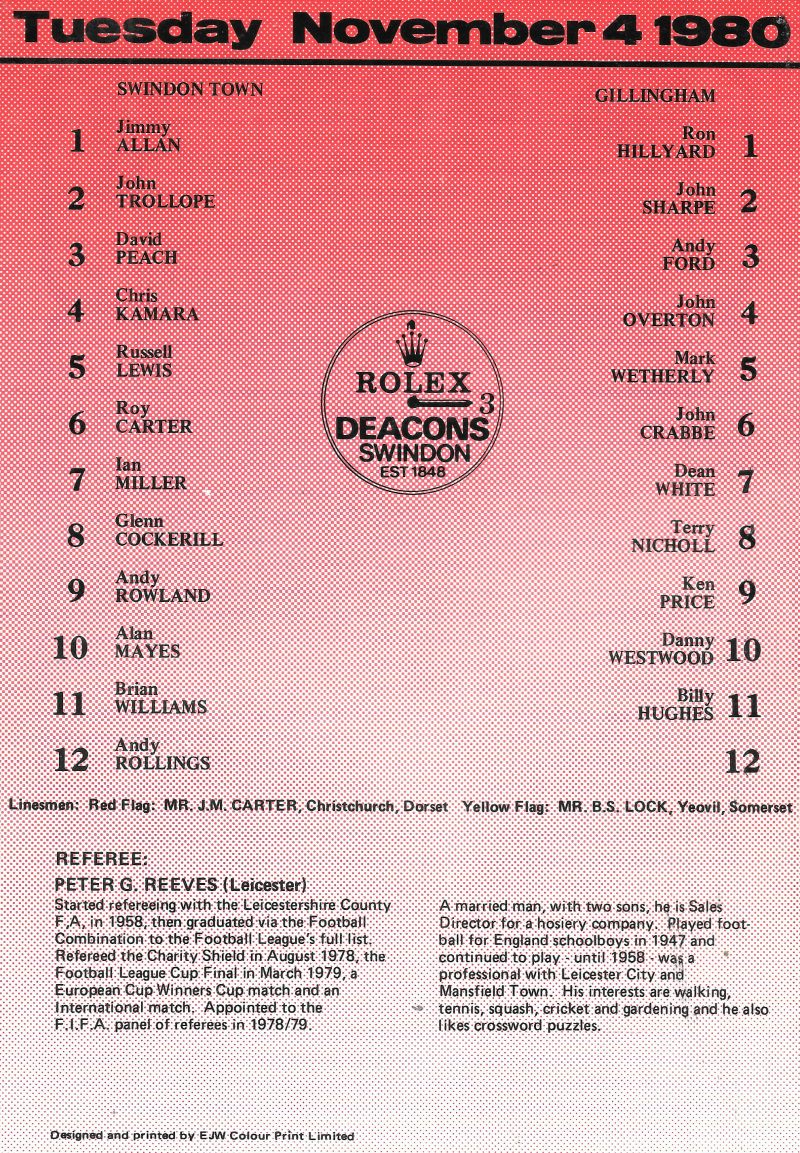 Tuesday November 4 1980
SWINDON TOWN
1 Jimmy
ALLAN
2 John
TROLLOPE
3 David
PEACH
4 Chris
KAMARA
5 Russell
LEWIS
6 Roy
CARTER
7 Ian
MILLER
8 Glenn
COCKERILL
9 Andy
ROWLAND
10 Alan
MAYES
11 Brian
WILLIAMS
12 Andy
ROLLINGS
ROLEX
3
DEACONS
SWINDON
EST 1848
GILLINGHAM
Ron
HILLYARD 1
John
SHARPE 2
Andy
FORD 3
John
OVERTON 4
Mark
WETHERLY 5
John
CRABBE 6
Dean
WHITE 7
Terry
NICHOLL 8
Ken
PRICE 9
Danny
WESTWOOD 10
Billy
HUGHES 11
12
Linesmen: Red Flag: MR. J.M. CARTER, Christchurch, Dorset Yellow Flag: MR. B.S. LOCK, Yeovil, Somerset
REFEREE:
PETER G. REEVES (Leicester)
Started refereeing with the Leicestershire County
F,A, in 1958, then graduated via the Football
Combination to the Football League's full list.
Refereed the Charity Shield in August 1978, the
Football League Cup Final in March 1979, a
European Cup Winners Cup match and an
International match. Appointed to the
F.I.F.A. panel of referees in 1978/79.
A married man, with two sons, he is Sales
Director for a hosiery company. Played foot-
ball for England schoolboys in 1947 and
continued to play - until 1958 - was a
professional with Leicester City and
Mansfield Town. His interests are walking,
tennis, squash, cricket and gardening and he also
likes crossword puzzles.
Designed and printed by EJW Colour Print Limited